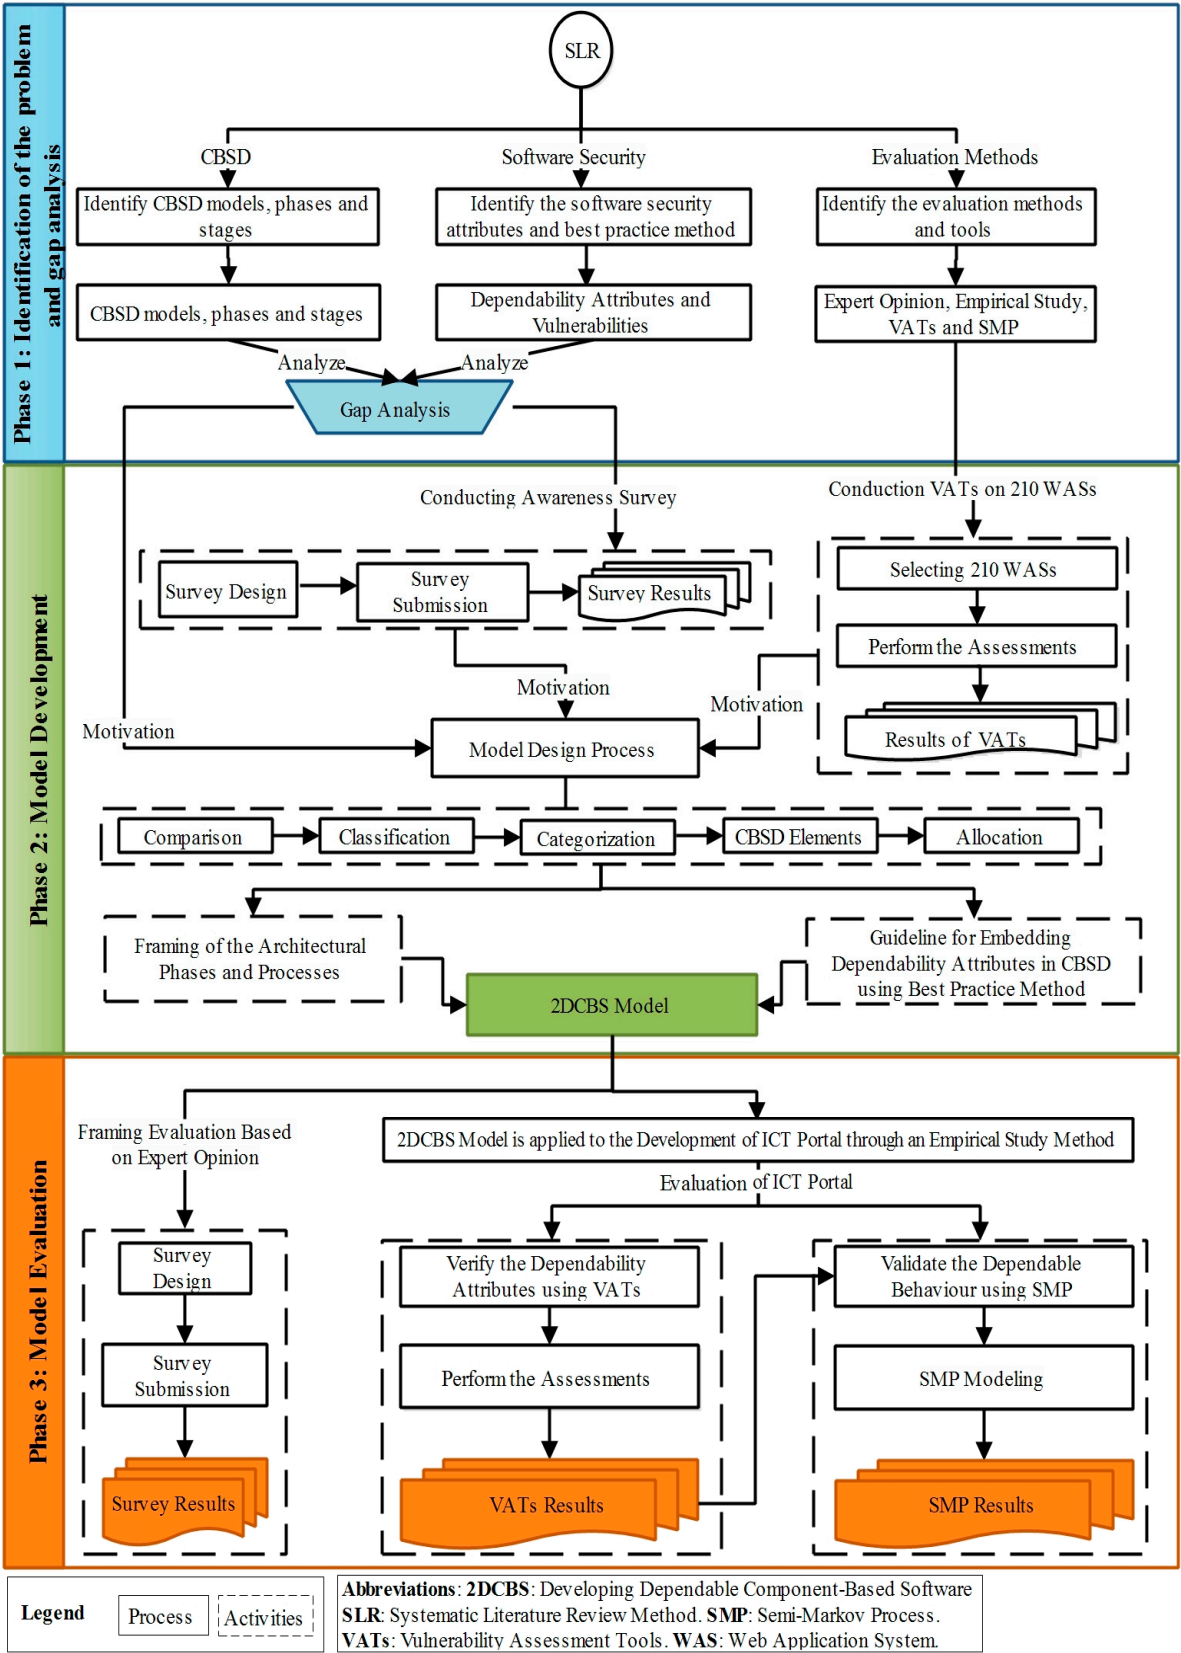 Phase 1: Identification of the problem
and gap analysis
SLR
CBSD
Software Security
Evaluation Methods
Identify CBSD models, phases and
stages
Identify the software security
attributes and best practice method
Identify the evaluation methods
and tools
CBSD models, phases and stages
Dependability Attributes and
Vulnerabilities
Expert Opinion, Empirical Study,
VATs and SMP
Analyze
Analyze
Gap Analysis
Phase 2: Model Development
Conducting Awareness Survey
Conduction VATs on 210 WASs
Survey Design
Survey
Submission
Survey Results
Selecting 210 WASs
Perform the Assessments
Results of VATs
Motivation
Motivation
Motivation
Model Design Process
Comparison
Classification
Categorization
CBSD Elements
Allocation
Framing of the Architectural
Phases and Processes
Guideline for Embedding
Dependability Attributes in CBSD
using Best Practice Method
2DCBS Model
Phase 3: Model Evaluation
Framing Evaluation Based
on Expert Opinion
2DCBS Model is applied to the Development of ICT Portal through an Empirical Study Method
Evaluation of ICT Portal
Survey
Design
Survey
Submission
Survey Results
Verify the Dependability
Attributes using VATs
Perform the Assessments
VATs Results
Validate the Dependable
Behaviour using SMP
SMP Modeling
SMP Results
Legend
Process
Activities
Abbreviations: 2DCBS: Developing Dependable Component-Based Software
SLR: Systematic Literature Review Method. SMP: Semi-Markov Process.
VATs: Vulnerability Assessment Tools. WAS: Web Application System.